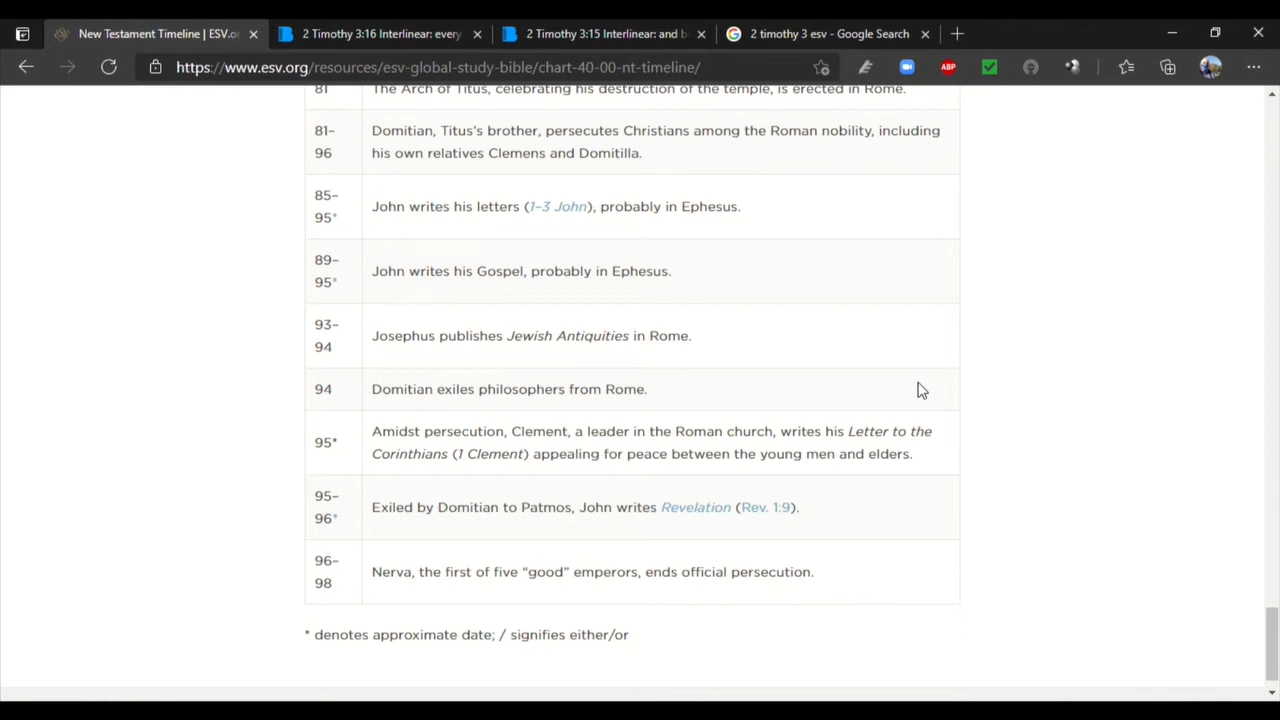 New Testament Timeline | ESV.or
2 Timothy 3:16 Interlinear: every
2 Timothy 3:15 Interlinear: and b
2 timothy 3 esv - Google Search
https://www.esv.org/resources/esv-global-study-bible/chart-40-00-nt-timeline/
ABP
81 The Arch of Titus, celebrating his destruction of the temple, is erected in Rome.
81–
96
Domitian, Titus's brother, persecutes Christians among the Roman nobility, including
his own relatives Clemens and Domitilla.
85–
95*
John writes his letters (1–3 John), probably in Ephesus.
89–
95*
John writes his Gospel, probably in Ephesus.
93–
94
Josephus publishes Jewish Antiquities in Rome.
94 Domitian exiles philosophers from Rome.
95*
Amidst persecution, Clement, a leader in the Roman church, writes his Letter to the
Corinthians (1 Clement) appealing for peace between the young men and elders.
95–
96*
Exiled by Domitian to Patmos, John writes Revelation (Rev. 1:9).
96–
98
Nerva, the first of five “good” emperors, ends official persecution.
* denotes approximate date; / signifies either/or